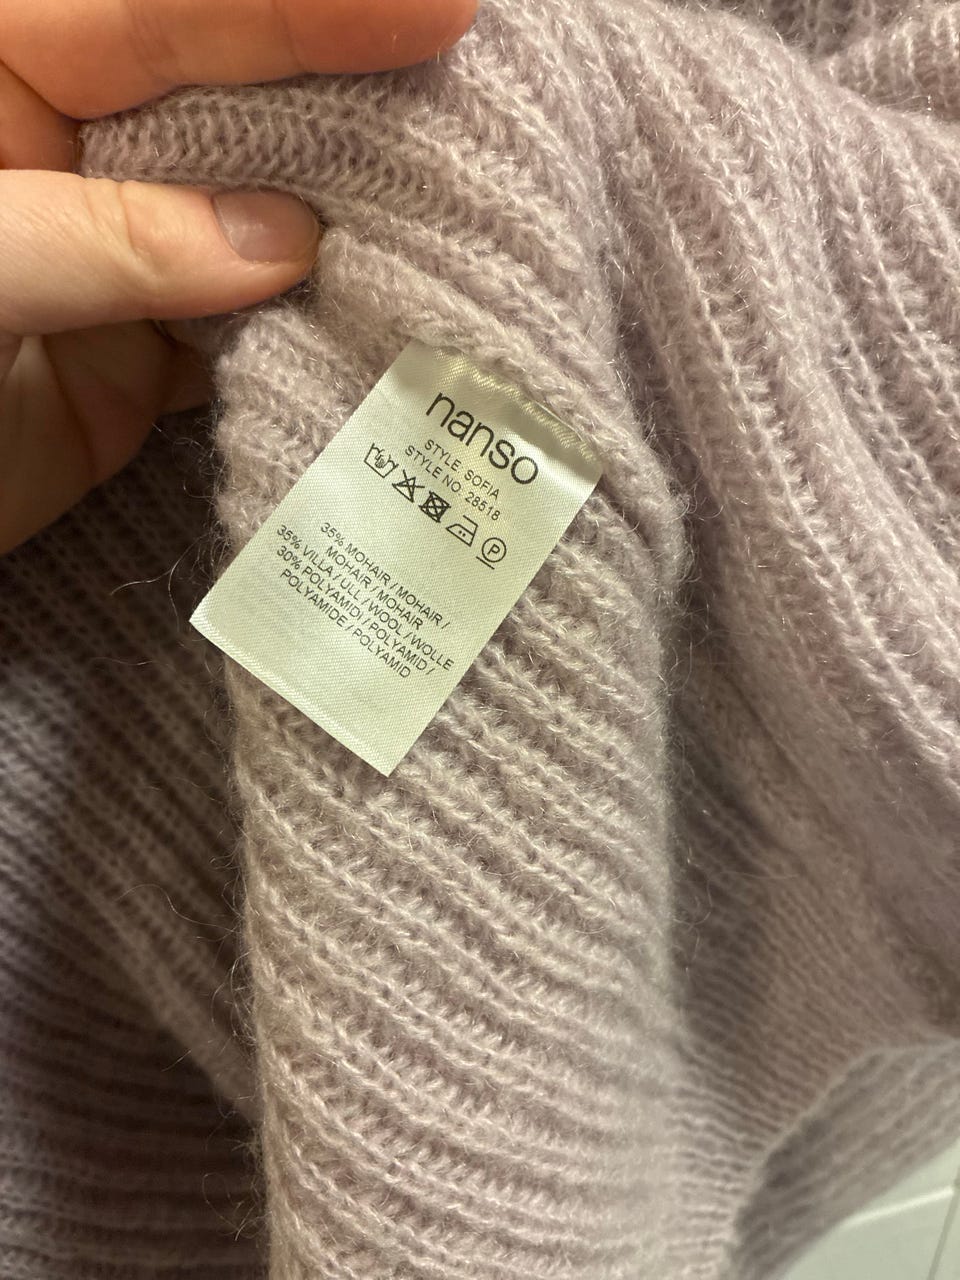 nanso
STYLE. SOFIA
STYLE NO: 28518
P
35% MOHAIR / MOHAIR /
MOHAIR / MOHAIR
35% VILLA / ULL / WOOL / WOLLE
30% POLYAMIDI / POLYAMID /
POLYAMIDE / POLYAMID